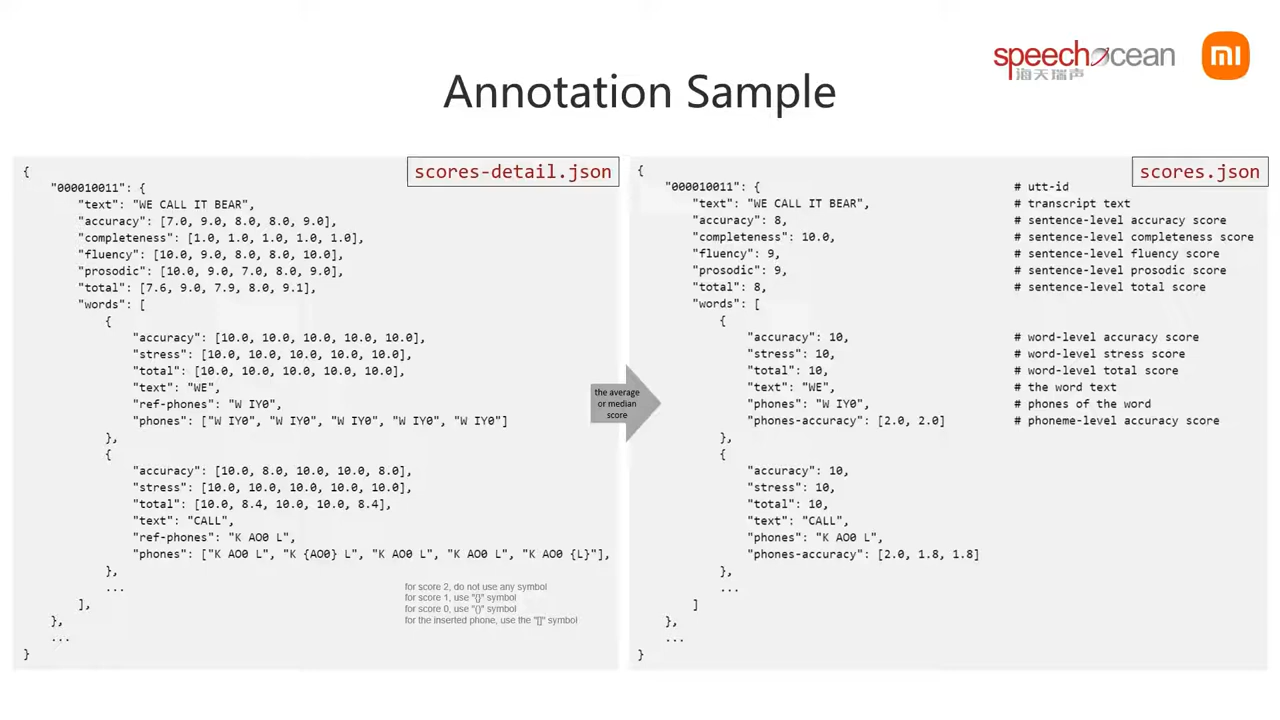 speechocean
海天瑞声
mi
Annotation Sample
scores-detail.json
{
"000010011": {
"text": "WE CALL IT BEAR",
"accuracy": [7.0, 9.0, 8.0, 8.0, 9.0],
"completeness": [1.0, 1.0, 1.0, 1.0, 1.0],
"fluency": [10.0, 9.0, 8.0, 8.0, 10.0],
"prosodic": [10.0, 9.0, 7.0, 8.0, 9.0],
"total": [7.6, 9.0, 7.9, 8.0, 9.1],
"words": [
{
"accuracy": [10.0, 10.0, 10.0, 10.0, 10.0],
"stress": [10.0, 10.0, 10.0, 10.0, 10.0],
"total": [10.0, 10.0, 10.0, 10.0, 10.0],
"text": "WE",
"ref-phones": "W IY0",
"phones": ["W IY0", "W IY0", "W IY0", "W IY0", "W IY0"]
},
{
"accuracy": [10.0, 8.0, 10.0, 10.0, 8.0],
"stress": [10.0, 10.0, 10.0, 10.0, 10.0],
"total": [10.0, 8.4, 10.0, 10.0, 8.4],
"text": "CALL",
"ref-phones": "K AO0 L",
"phones": ["K AO0 L", "K {AO0} L", "K AO0 L", "K AO0 L", "K AO0 {L}"],
},
...
],
},
...
}
for score 2, do not use any symbol
for score 1, use "{}" symbol
for score 0, use "()" symbol
for the inserted phone, use the "[]" symbol
the average
or median
score
scores.json
{
"000010011": { # utt-id
"text": "WE CALL IT BEAR", # transcript text
"accuracy": 8, # sentence-level accuracy score
"completeness": 10.0, # sentence-level completeness score
"fluency": 9, # sentence-level fluency score
"prosodic": 9, # sentence-level prosodic score
"total": 8, # sentence-level total score
"words": [
{
"accuracy": 10, # word-level accuracy score
"stress": 10, # word-level stress score
"total": 10, # word-level total score
"text": "WE", # the word text
"phones": "W IY0", # phones of the word
"phones-accuracy": [2.0, 2.0] # phoneme-level accuracy score
},
{
"accuracy": 10,
"stress": 10,
"total": 10,
"text": "CALL",
"phones": "K AO0 L",
"phones-accuracy": [2.0, 1.8, 1.8]
},
...
]
},
...
}